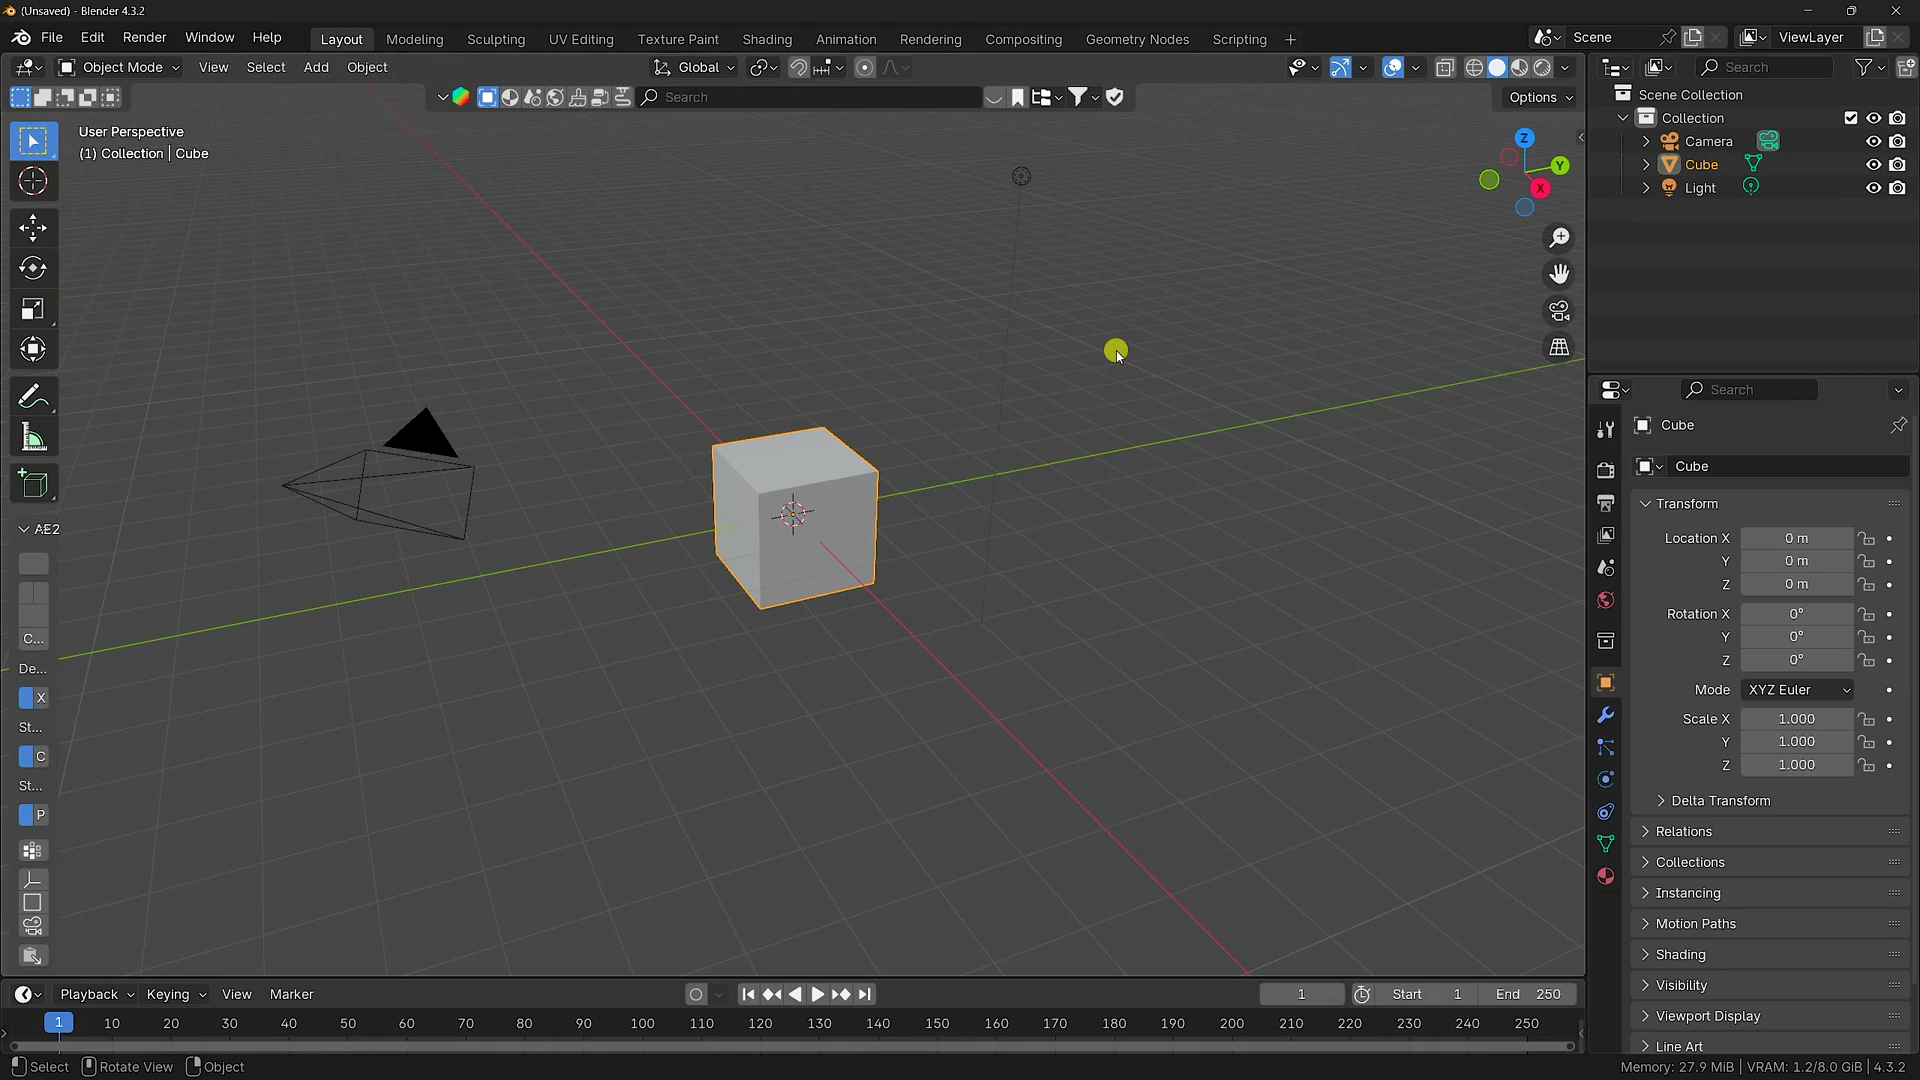 (Unsaved) - Blender 4.3.2
File Edit Render Window Help Layout Modeling Sculpting UV Editing Texture Paint Shading Animation Rendering Compositing Geometry Nodes Scripting + Scene ViewLayer
Object Mode View Select Add Object Global Search
Search Options
User Perspective
(1) Collection | Cube
Z
Y
X
Scene Collection
Collection
Camera
Cube
Light
Search
Cube
Cube
Transform
Location X 0 m
Y 0 m
Z 0 m
Rotation X 0°
Y 0°
Z 0°
Mode XYZ Euler
Scale X 1.000
Y 1.000
Z 1.000
Delta Transform
Relations
Collections
Instancing
Motion Paths
Shading
Visibility
Viewport Display
Line Art
AE2
C...
De...
X
St...
C
St...
P
Playback Keying View Marker 1 Start 1 End 250
1 10 20 30 40 50 60 70 80 90 100 110 120 130 140 150 160 170 180 190 200 210 220 230 240 250
Select Rotate View Object Memory: 27.9 MiB | VRAM: 1.2/8.0 GiB | 4.3.2